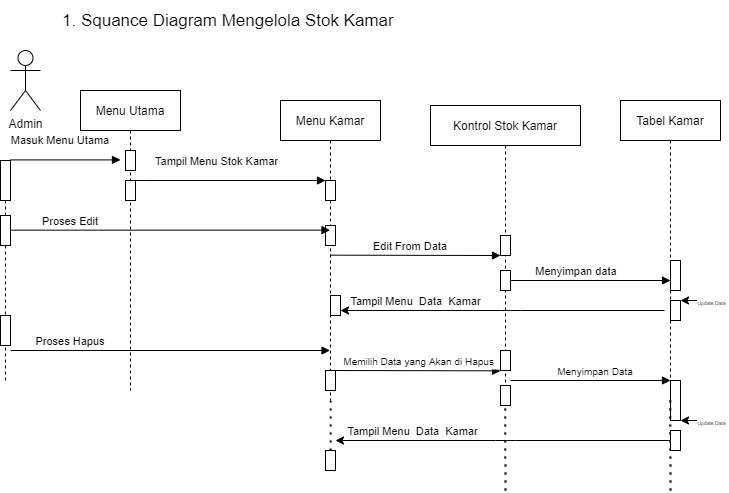 1. Squance Diagram Mengelola Stok Kamar
Admin
Menu Utama
Menu Kamar
Kontrol Stok Kamar
Tabel Kamar
Masuk Menu Utama
Tampil Menu Stok Kamar
Proses Edit
Edit From Data
Menyimpan data
Tampil Menu Data Kamar
Update Data
Proses Hapus
Memilih Data yang Akan di Hapus
Menyimpan Data
Update Data
Tampil Menu Data Kamar